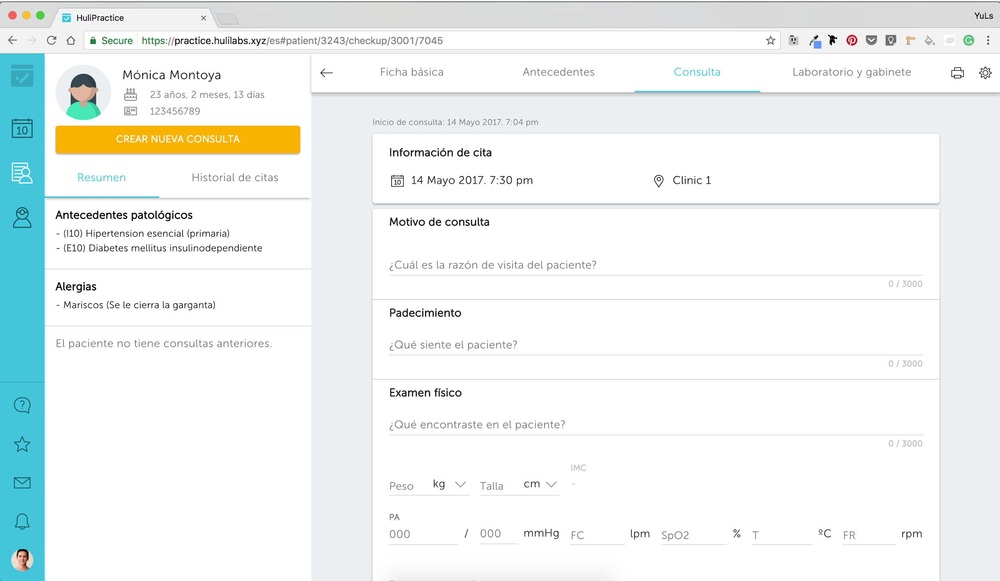 HuliPractice
YuLs
Secure https://practice.hulilabs.xyz/es#patient/3243/checkup/3001/7045
10
Mónica Montoya
23 años, 2 meses, 13 días
123456789
CREAR NUEVA CONSULTA
Resumen
Historial de citas
Antecedentes patológicos
- (I10) Hipertension esencial (primaria)
- (E10) Diabetes mellitus insulinodependiente
Alergias
- Mariscos (Se le cierra la garganta)
El paciente no tiene consultas anteriores.
Ficha básica
Antecedentes
Consulta
Laboratorio y gabinete
Inicio de consulta: 14 Mayo 2017. 7:04 pm
Información de cita
10 14 Mayo 2017. 7:30 pm
Clinic 1
Motivo de consulta
¿Cuál es la razón de visita del paciente?
0 / 3000
Padecimiento
¿Qué siente el paciente?
0 / 3000
Examen físico
¿Qué encontraste en el paciente?
0 / 3000
IMC
Peso kg Talla cm -
PA
000 / 000 mmHg FC lpm SpO2 % T ºC FR rpm